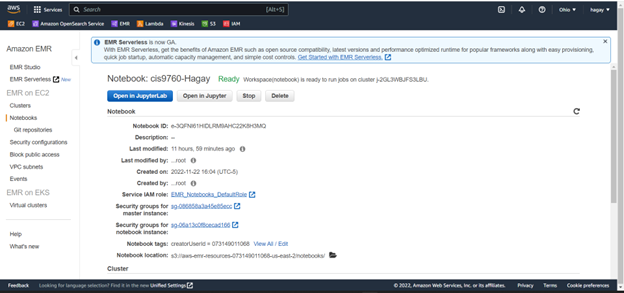 aws
Services
Search
[Alt+S]
Ohio
hagay
EC2
Amazon OpenSearch Service
EMR
Lambda
Kinesis
S3
IAM
Amazon EMR
EMR Studio
EMR Serverless New
EMR on EC2
Clusters
Notebooks
Git repositories
Security configurations
Block public access
VPC subnets
Events
EMR on EKS
Virtual clusters
Help
What's new
EMR Serverless is now GA.
With EMR Serverless, get the benefits of Amazon EMR such as open source compatibility, latest versions and performance optimized runtime for popular frameworks along with easy provisioning,
quick job startup, automatic capacity management, and simple cost controls. Get Started with EMR Serverless.
Notebook: cis9760-Hagay Ready Workspace(notebook) is ready to run jobs on cluster j-2GL3WBJFS3LBU.
Open in JupyterLab
Open in Jupyter
Stop
Delete
Notebook
Notebook ID: e-3QFNI61HIDLRM9AHC22K8H3MQ
Description: --
Last modified: 11 hours, 59 minutes ago
Last modified by: ...root
Created on: 2022-11-22 16:04 (UTC-5)
Created by: ...root
Service IAM role: EMR_Notebooks_DefaultRole
Security groups for
master instance: sg-086858a3a45e85ecc
Security groups for
notebook instance: sg-06a13c0f8cecad166
Notebook tags: creatorUserId = 073149011068 View All / Edit
Notebook location: s3://aws-emr-resources-073149011068-us-east-2/notebooks/
Cluster
Feedback
Looking for language selection? Find it in the new Unified Settings
© 2022, Amazon Web Services, Inc. or its affiliates.
Privacy
Terms
Cookie preferences